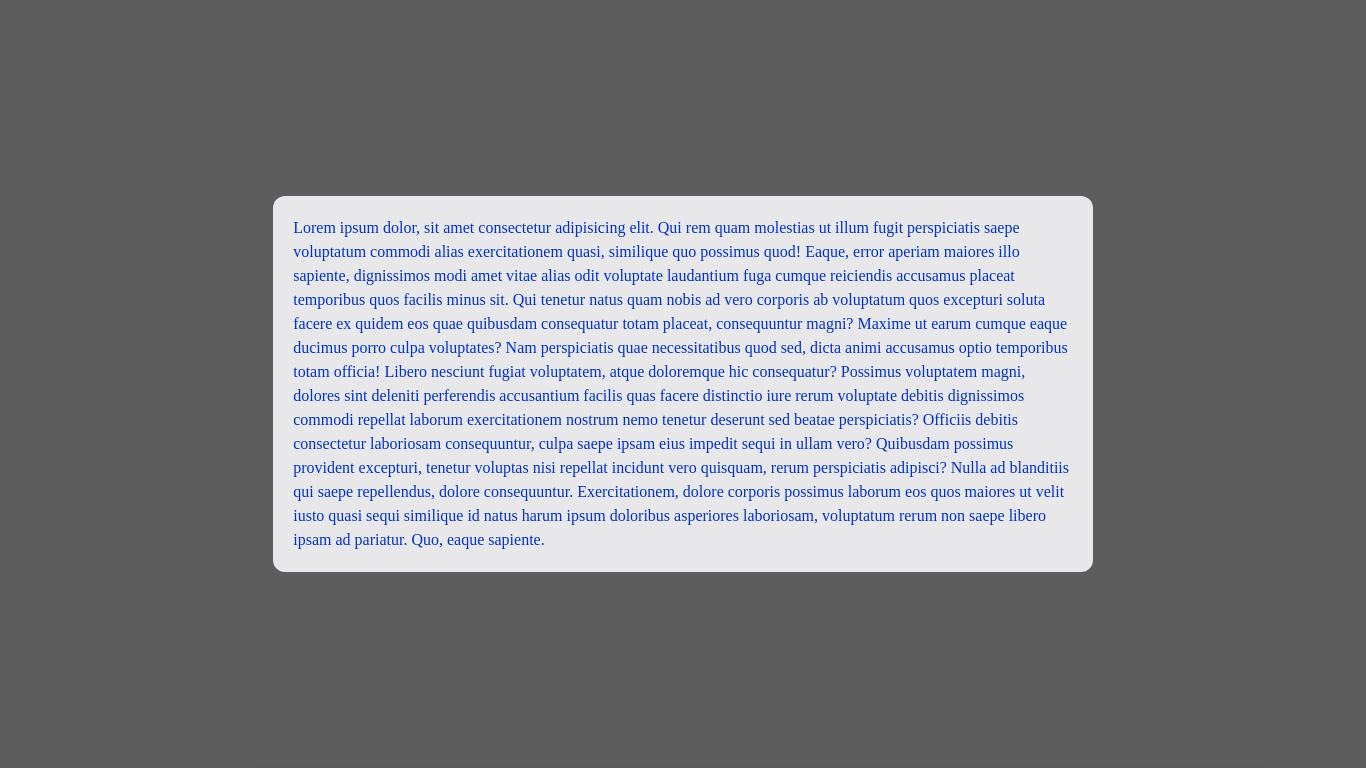 Lorem ipsum dolor, sit amet consectetur adipisicing elit. Qui rem quam molestias ut illum fugit perspiciatis saepe
voluptatum commodi alias exercitationem quasi, similique quo possimus quod! Eaque, error aperiam maiores illo
sapiente, dignissimos modi amet vitae alias odit voluptate laudantium fuga cumque reiciendis accusamus placeat
temporibus quos facilis minus sit. Qui tenetur natus quam nobis ad vero corporis ab voluptatum quos excepturi soluta
facere ex quidem eos quae quibusdam consequatur totam placeat, consequuntur magni? Maxime ut earum cumque eaque
ducimus porro culpa voluptates? Nam perspiciatis quae necessitatibus quod sed, dicta animi accusamus optio temporibus
totam officia! Libero nesciunt fugiat voluptatem, atque doloremque hic consequatur? Possimus voluptatem magni,
dolores sint deleniti perferendis accusantium facilis quas facere distinctio iure rerum voluptate debitis dignissimos
commodi repellat laborum exercitationem nostrum nemo tenetur deserunt sed beatae perspiciatis? Officiis debitis
consectetur laboriosam consequuntur, culpa saepe ipsam eius impedit sequi in ullam vero? Quibusdam possimus
provident excepturi, tenetur voluptas nisi repellat incidunt vero quisquam, rerum perspiciatis adipisci? Nulla ad blanditiis
qui saepe repellendus, dolore consequuntur. Exercitationem, dolore corporis possimus laborum eos quos maiores ut velit
iusto quasi sequi similique id natus harum ipsum doloribus asperiores laboriosam, voluptatum rerum non saepe libero
ipsam ad pariatur. Quo, eaque sapiente.